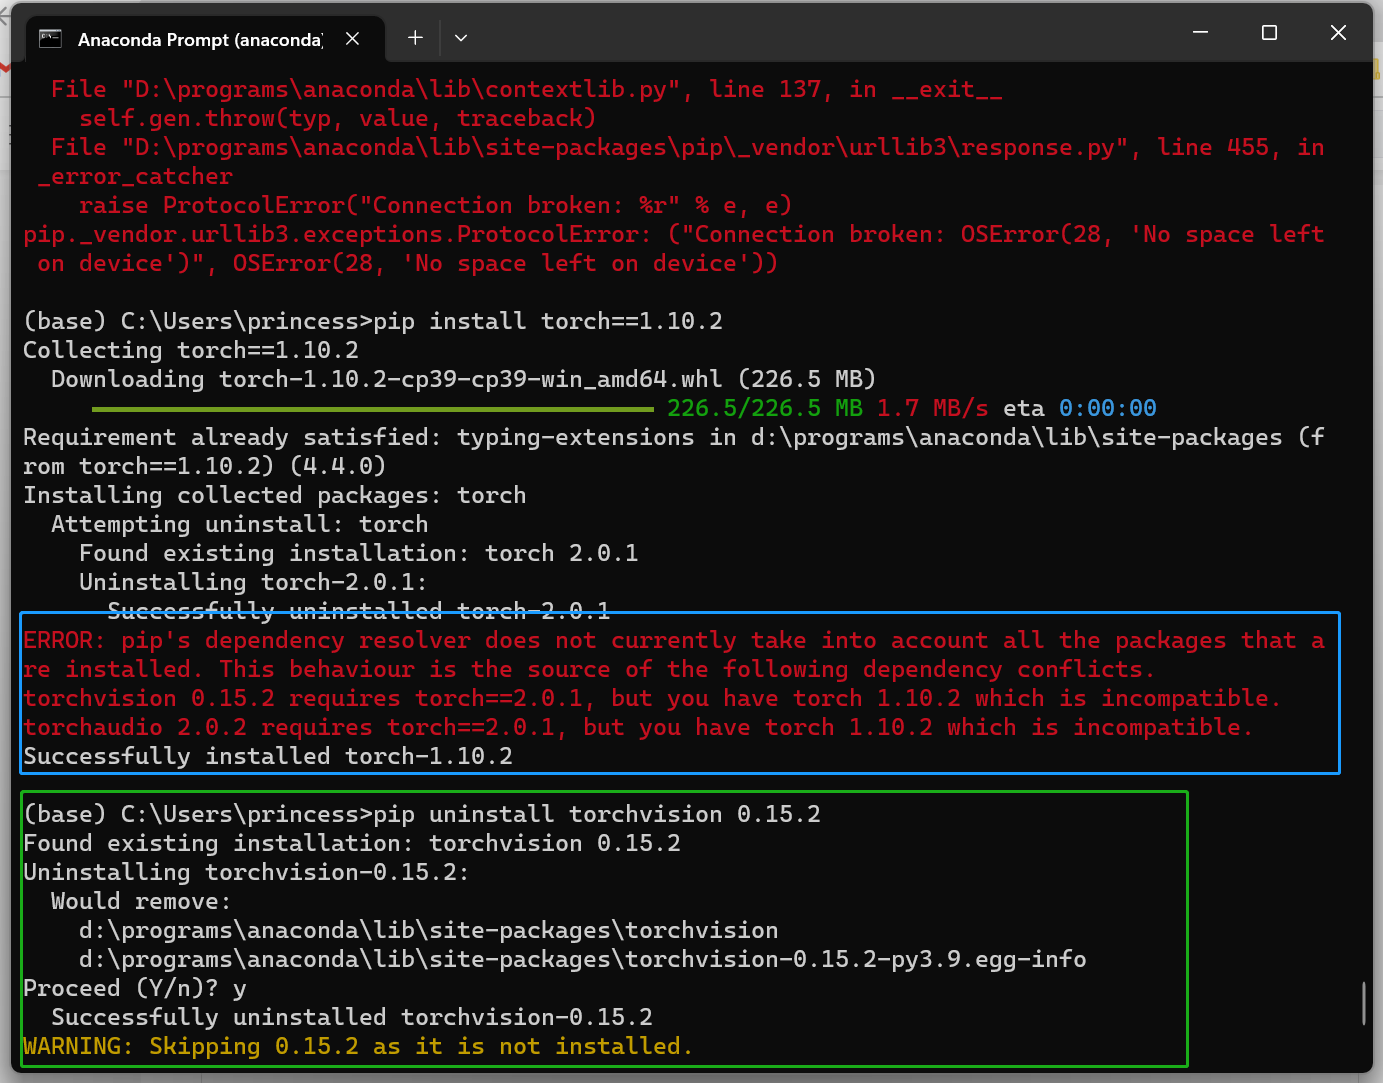 Anaconda Prompt (anaconda)
File "D:\programs\anaconda\lib\contextlib.py", line 137, in __exit__
self.gen.throw(typ, value, traceback)
File "D:\programs\anaconda\lib\site-packages\pip\_vendor\urllib3\response.py", line 455, in
_error_catcher
raise ProtocolError("Connection broken: %r" % e, e)
pip._vendor.urllib3.exceptions.ProtocolError: ("Connection broken: OSError(28, 'No space left
on device')", OSError(28, 'No space left on device'))
(base) C:\Users\princess>pip install torch==1.10.2
Collecting torch==1.10.2
Downloading torch-1.10.2-cp39-cp39-win_amd64.whl (226.5 MB)
226.5/226.5 MB 1.7 MB/s eta 0:00:00
Requirement already satisfied: typing-extensions in d:\programs\anaconda\lib\site-packages (f
rom torch==1.10.2) (4.4.0)
Installing collected packages: torch
Attempting uninstall: torch
Found existing installation: torch 2.0.1
Uninstalling torch-2.0.1:
Successfully uninstalled torch-2.0.1
ERROR: pip's dependency resolver does not currently take into account all the packages that a
re installed. This behaviour is the source of the following dependency conflicts.
torchvision 0.15.2 requires torch==2.0.1, but you have torch 1.10.2 which is incompatible.
torchaudio 2.0.2 requires torch==2.0.1, but you have torch 1.10.2 which is incompatible.
Successfully installed torch-1.10.2
(base) C:\Users\princess>pip uninstall torchvision 0.15.2
Found existing installation: torchvision 0.15.2
Uninstalling torchvision-0.15.2:
Would remove:
d:\programs\anaconda\lib\site-packages\torchvision
d:\programs\anaconda\lib\site-packages\torchvision-0.15.2-py3.9.egg-info
Proceed (Y/n)? y
Successfully uninstalled torchvision-0.15.2
WARNING: Skipping 0.15.2 as it is not installed.